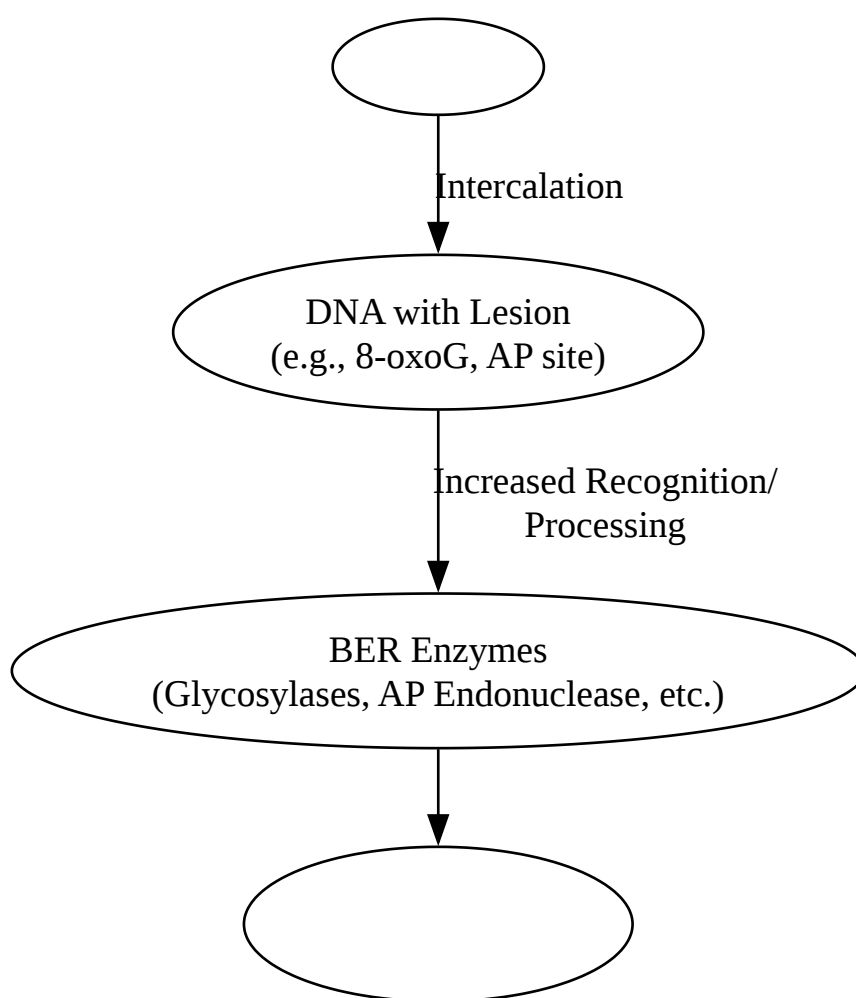 Intercalation
DNA with Lesion
(e.g., 8-oxoG, AP site)
Increased Recognition/
Processing
BER Enzymes
(Glycosylases, AP Endonuclease, etc.)